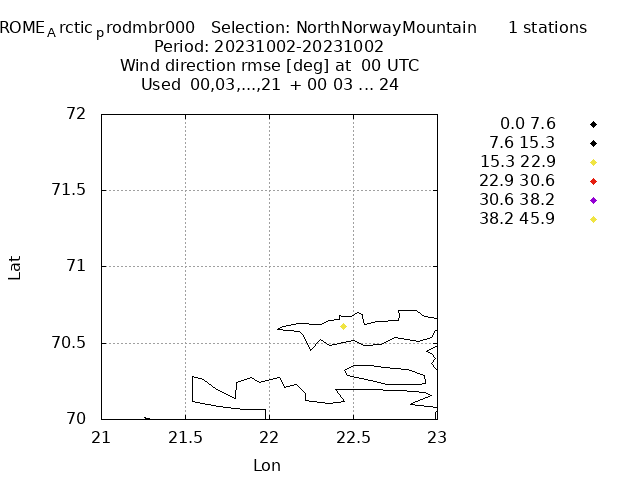 ROME_Arctic_prodmbr000 Selection: NorthNorwayMountain 1 stations
Period: 20231002-20231002
Wind direction rmse [deg] at 00 UTC
Used 00,03,...,21 + 00 03 ... 24
72
71.5
71
70.5
70
21 21.5 22 22.5 23
Lat
Lon
0.0 7.6
7.6 15.3
15.3 22.9
22.9 30.6
30.6 38.2
38.2 45.9